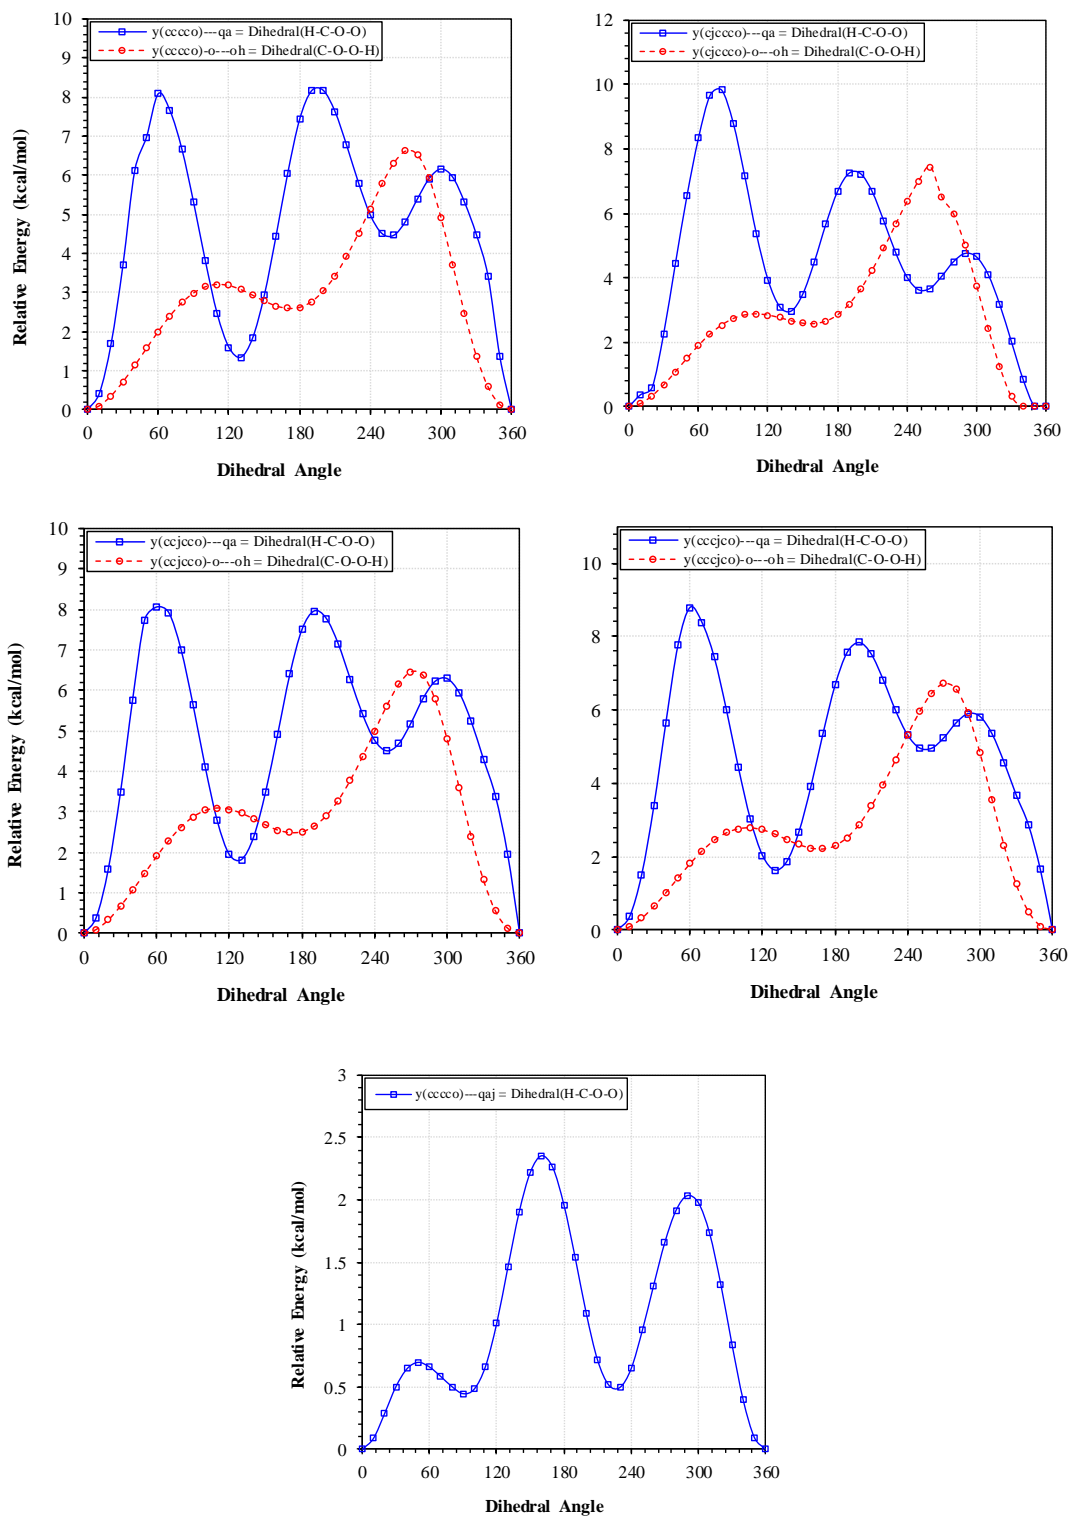 y(cccco)---qa = Dihedral(H-C-O-O)
y(cccco)-o---oh = Dihedral(C-O-O-H)
Relative Energy (kcal/mol)
10
9
8
7
6
5
4
3
2
1
0
0 60 120 180 240 300 360
Dihedral Angle
y(cjccco)---qa = Dihedral(H-C-O-O)
y(cjccco)-o---oh = Dihedral(C-O-O-H)
12
10
8
6
4
2
0
0 60 120 180 240 300 360
Dihedral Angle
y(ccjcco)---qa = Dihedral(H-C-O-O)
y(ccjcco)-o---oh = Dihedral(C-O-O-H)
Relative Energy (kcal/mol)
10
9
8
7
6
5
4
3
2
1
0
0 60 120 180 240 300 360
Dihedral Angle
y(cccjco)---qa = Dihedral(H-C-O-O)
y(cccjco)-o---oh = Dihedral(C-O-O-H)
10
8
6
4
2
0
0 60 120 180 240 300 360
Dihedral Angle
y(cccco)---qaj = Dihedral(H-C-O-O)
Relative Energy (kcal/mol)
3
2.5
2
1.5
1
0.5
0
0 60 120 180 240 300 360
Dihedral Angle